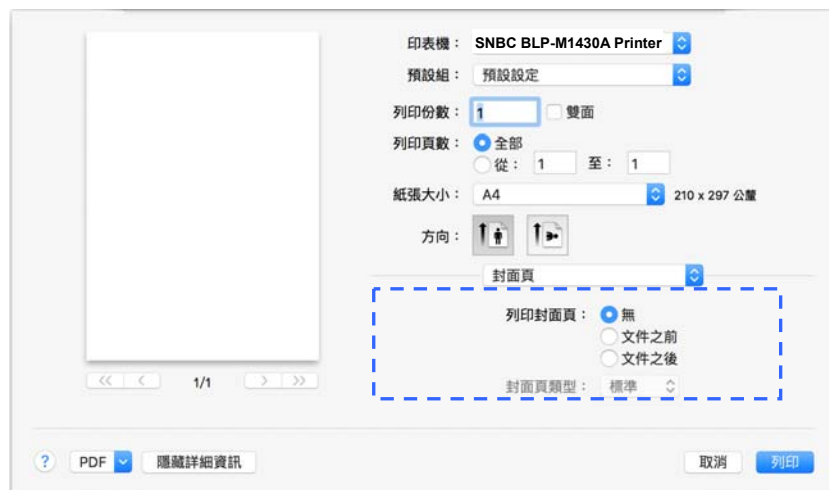 印表機： SNBC BLP-M1430A Printer
預設組： 預設設定
列印份數： 1 雙面
列印頁數： 全部
從： 1 至： 1
紙張大小： A4 210 x 297 公釐
方向：
封面頁
列印封面頁： 無
文件之前
文件之後
封面頁類型： 標準
<< < 1/1 > >>
? PDF 隱藏詳細資訊 取消 列印